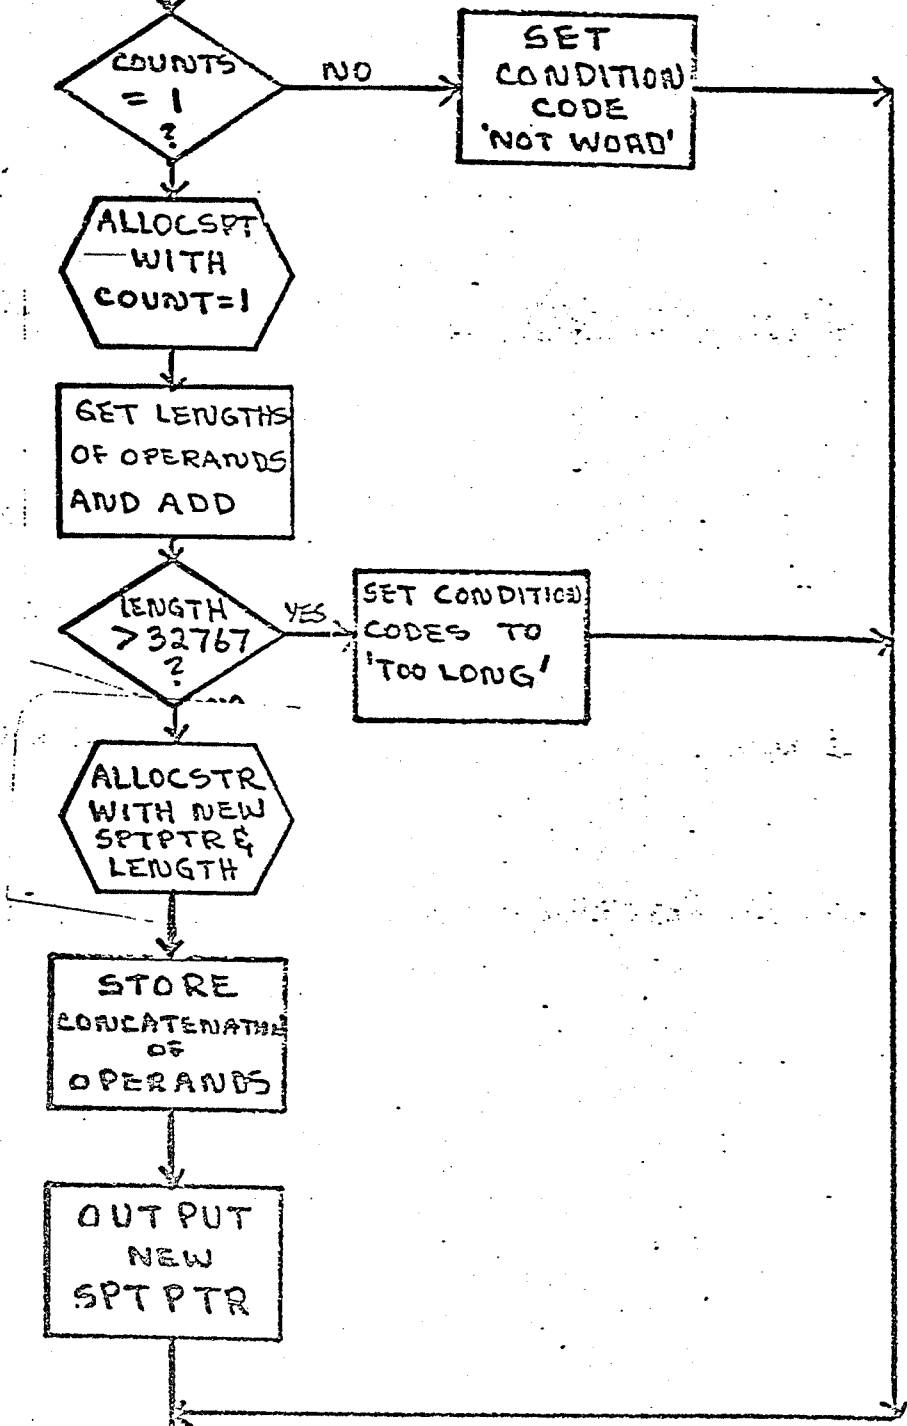 COUNTS
= 1
?
NO
SET
CONDITION
CODE
'NOT WORD'
ALLOCSPT
WITH
COUNT=1
GET LENGTHS
OF OPERANDS
AND ADD
LENGTH
>32767
?
YES
SET CONDITION
CODES TO
'TOO LONG'
NO
ALLOCSTR
WITH NEW
SPTPTR &
LENGTH
STORE
OF
OPERANDS
OUTPUT
NEW
SPTPTR